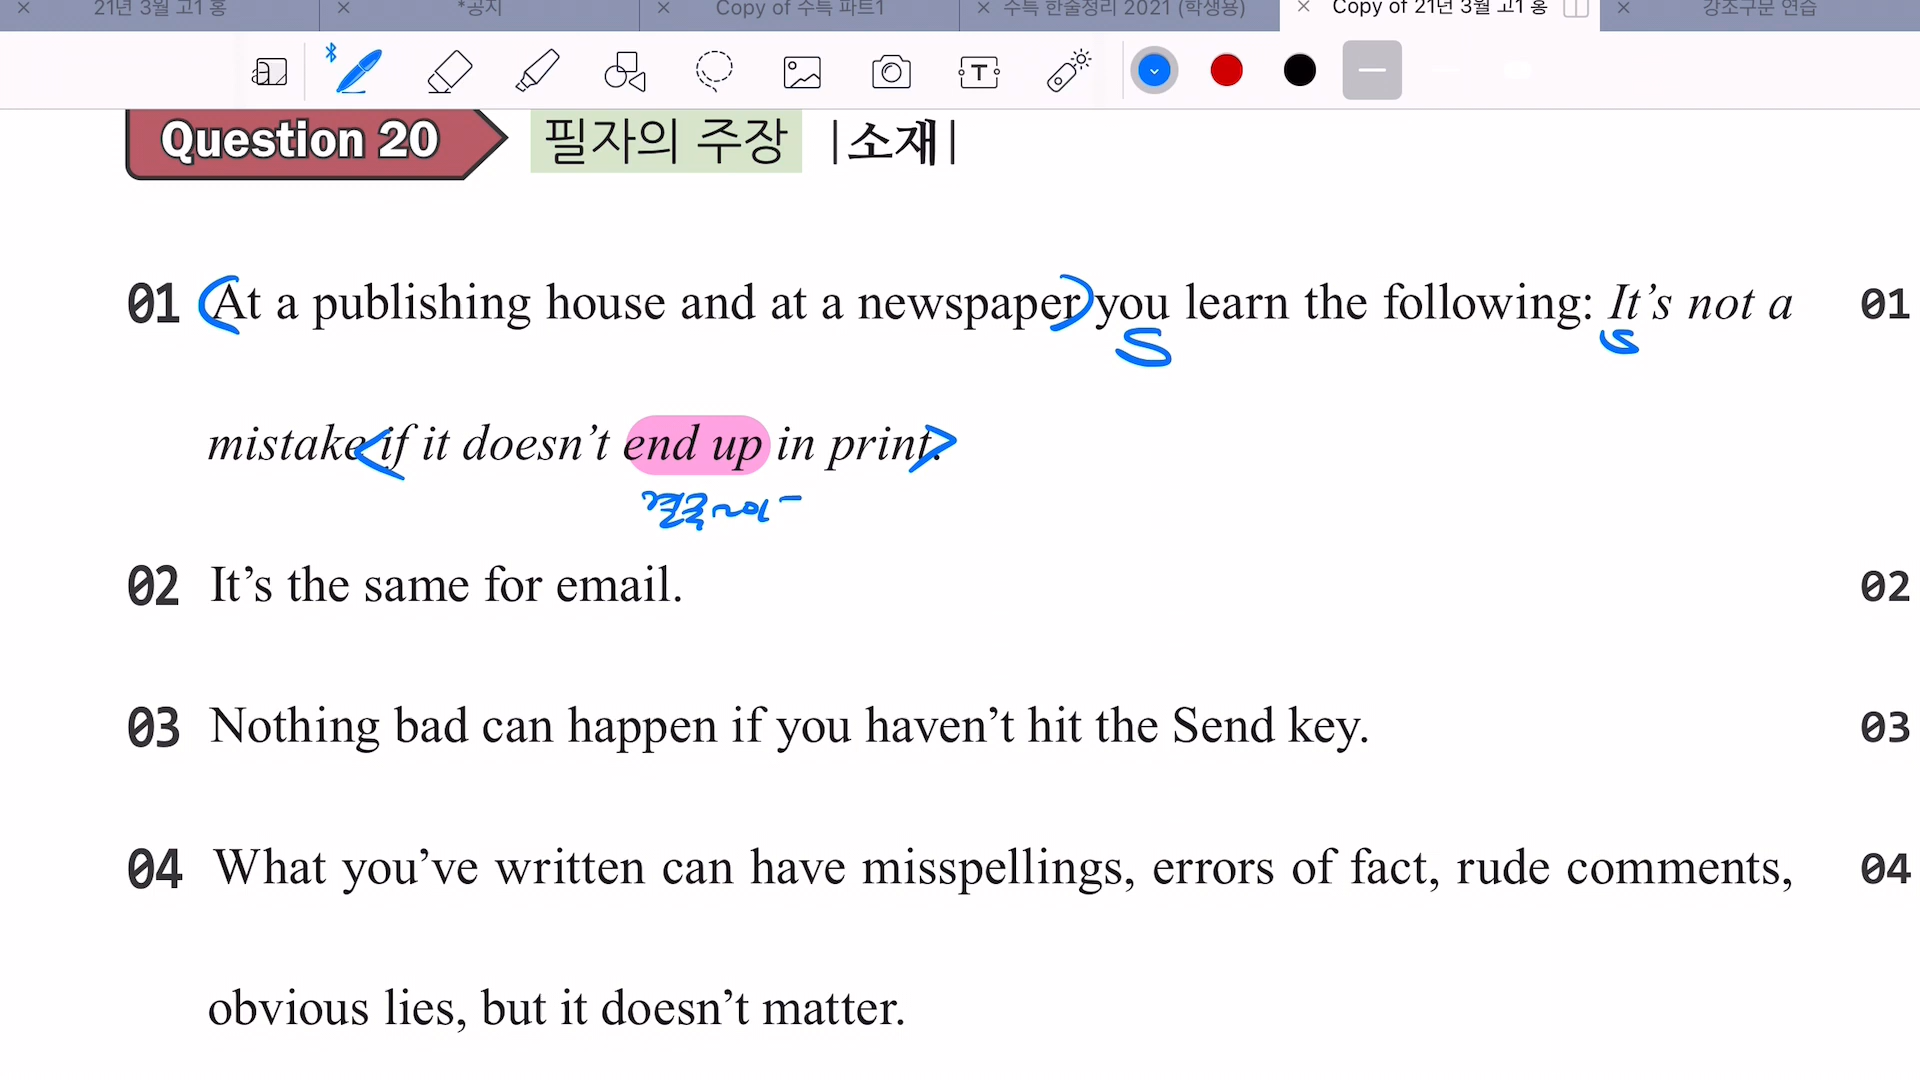 21년 3월 고1 홍
*공지
Copy of 수특 파트1
수특 한술정리 2021 (학생용)
Copy of 21년 3월 고1 홍
강조구문 연습
T
Question 20 필자의 주장 |소재|
01 At a publishing house and at a newspaper you learn the following: It's not a 01
S S
mistake if it doesn't end up in print.
결국~이
02 It's the same for email. 02
03 Nothing bad can happen if you haven't hit the Send key. 03
04 What you've written can have misspellings, errors of fact, rude comments, 04
obvious lies, but it doesn't matter.